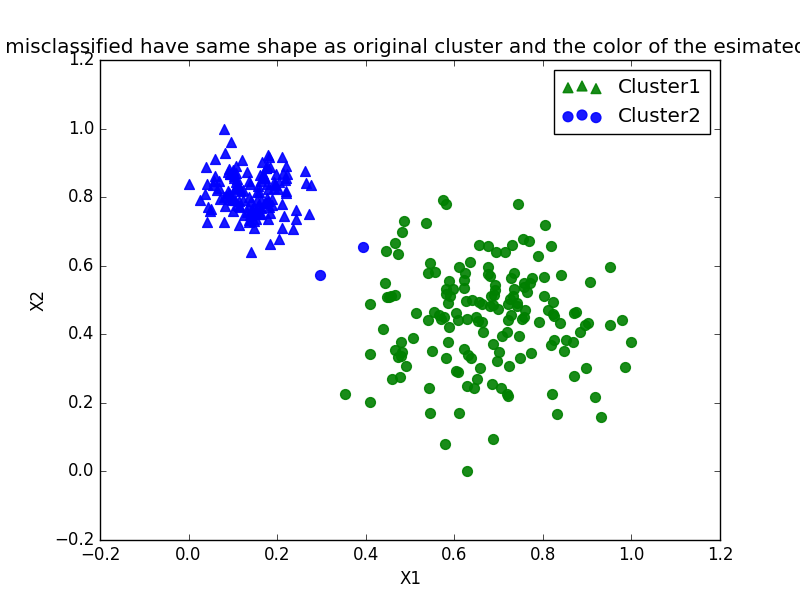 misclassified have same shape as original cluster and the color of the esimated
1.2
1.0
0.8
0.6
0.4
0.2
0.0
−0.2
−0.2 0.0 0.2 0.4 0.6 0.8 1.0 1.2
X2
X1
Cluster1
Cluster2